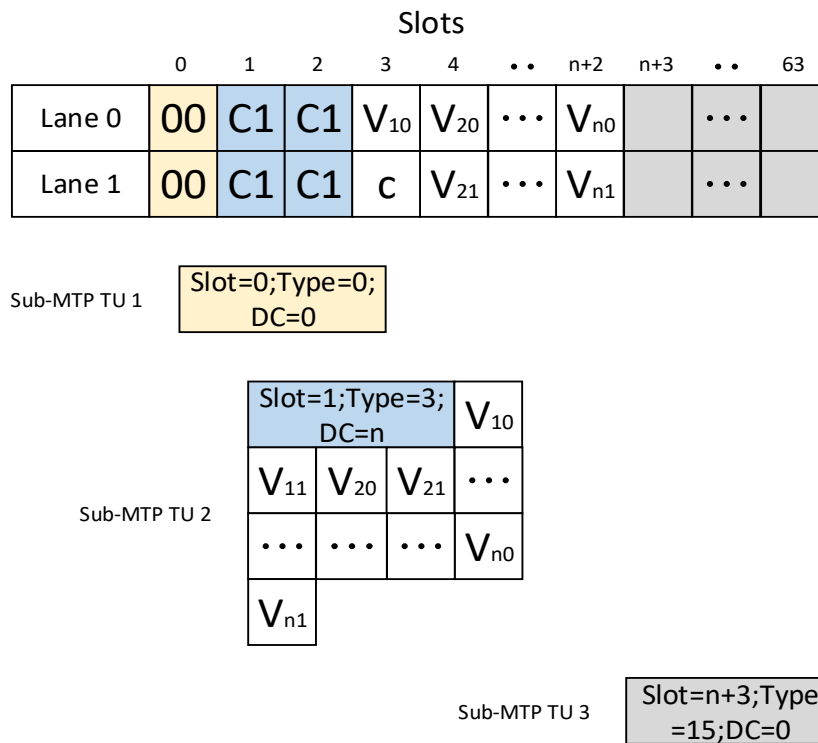 Slots
0 1 2 3 4 •• n+2 n+3 •• 63
Lane 0 00 C1 C1 V10 V20 ••• Vn0 •••
Lane 1 00 C1 C1 c V21 ••• Vn1 •••
Sub-MTP TU 1
Slot=0;Type=0;
DC=0
Slot=1;Type=3;
DC=n
V10
V11 V20 V21 •••
Sub-MTP TU 2
••• ••• ••• Vn0
Vn1
Sub-MTP TU 3
Slot=n+3;Type
=15;DC=0